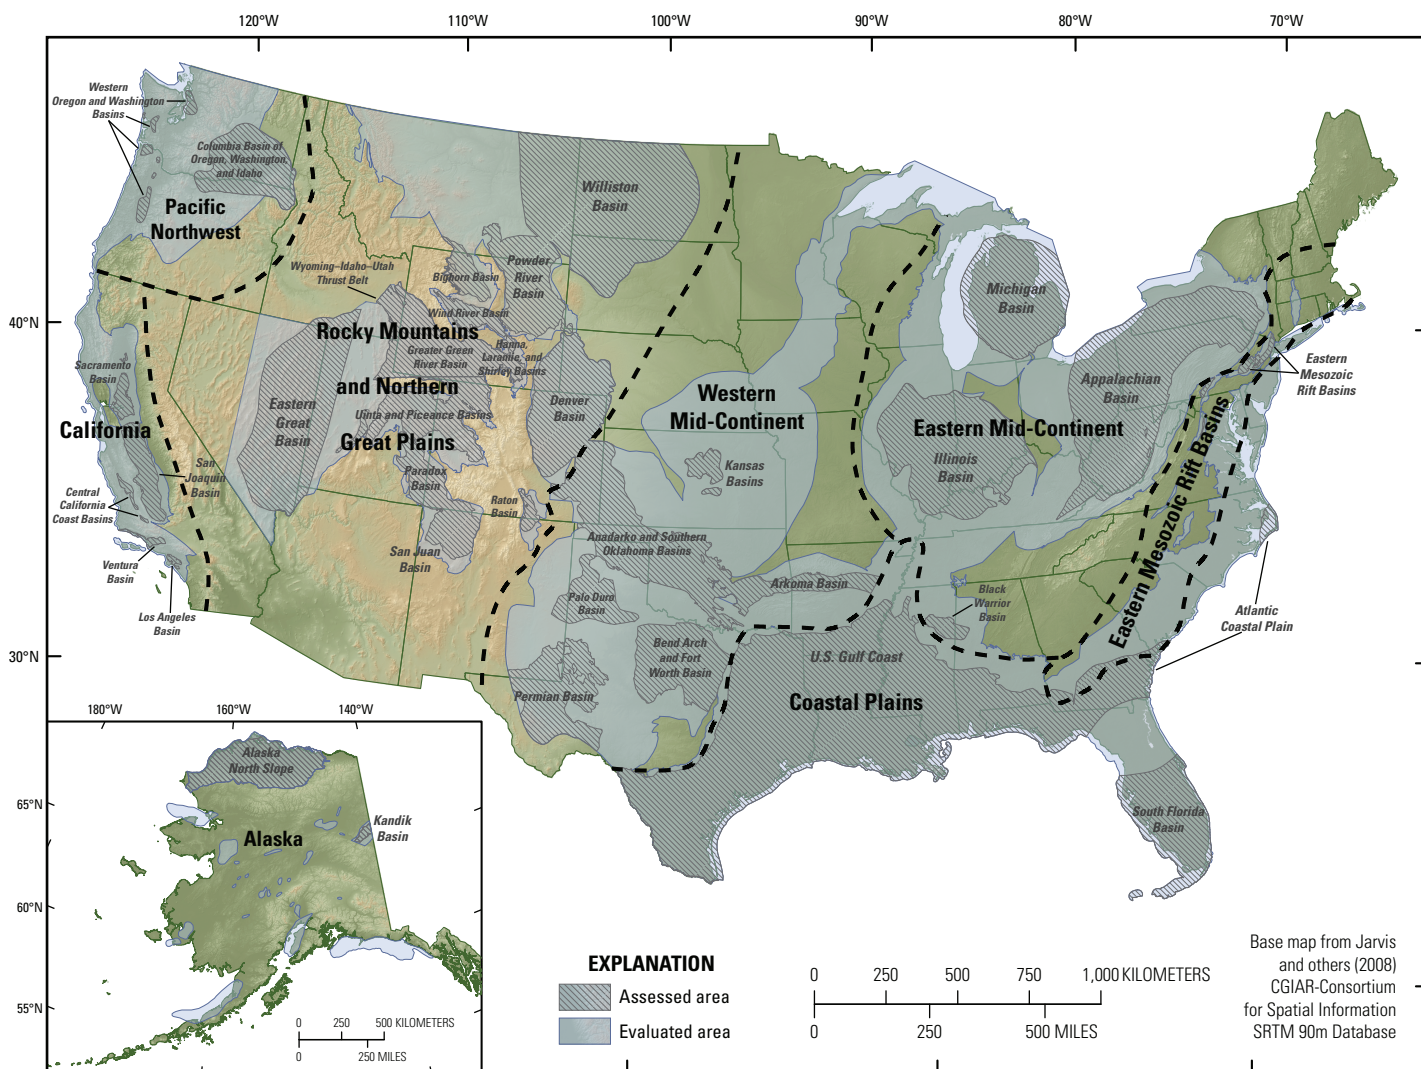 120°W
110°W
100°W
90°W
80°W
70°W
40°N
30°N
Western
Oregon and Washington
Basins
Columbia Basin of
Oregon, Washington,
and Idaho
Pacific
Northwest
Williston
Basin
Wyoming–Idaho–Utah
Thrust Belt
Bighorn Basin
Powder
River
Basin
Wind River Basin
Rocky Mountains
and Northern
Great Plains
Greater Green
River Basin
Hanna,
Laramie, and
Shirley Basins
Sacramento
Basin
Eastern
Great
Basin
Uinta and Piceance Basins
Denver
Basin
California
San
Joaquin
Basin
Central
California
Coast Basins
Paradox
Basin
Raton
Basin
San Juan
Basin
Ventura
Basin
Los Angeles
Basin
Western
Mid-Continent
Kansas
Basins
Anadarko and Southern
Oklahoma Basins
Arkoma Basin
Palo Duro
Basin
Bend Arch
and Fort
Worth Basin
Permian Basin
Michigan
Basin
Eastern Mid-Continent
Illinois
Basin
Appalachian
Basin
Eastern
Mesozoic
Rift Basins
Eastern Mesozoic Rift Basins
Black
Warrior
Basin
Atlantic
Coastal Plain
U.S. Gulf Coast
Coastal Plains
South Florida
Basin
180°W
160°W
140°W
65°N
60°N
55°N
Alaska
North Slope
Kandik
Basin
Alaska
0 250 500 KILOMETERS
0 250 MILES
EXPLANATION
Assessed area
Evaluated area
0 250 500 750 1,000 KILOMETERS
0 250 500 MILES
Base map from Jarvis
and others (2008)
CGIAR-Consortium
for Spatial Information
SRTM 90m Database